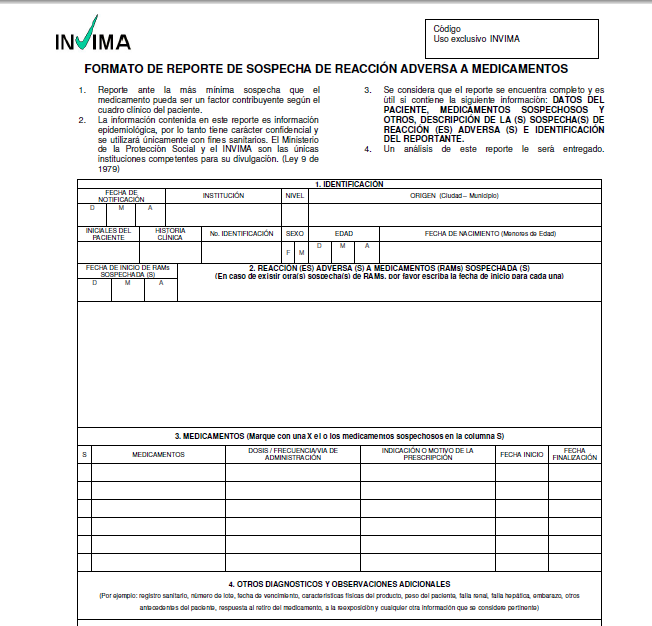 INVIMA
Código
Uso exclusivo INVIMA
FORMATO DE REPORTE DE SOSPECHA DE REACCIÓN ADVERSA A MEDICAMENTOS
1. Reporte ante la más mínima sospecha que el
medicamento pueda ser un factor contribuyente según el
cuadro clínico del paciente.
2. La información contenida en este reporte es información
epidemiológica, por lo tanto tiene carácter confidencial y
se utilizará únicamente con fines sanitarios. El Ministerio
de la Protección Social y el INVIMA son las únicas
instituciones competentes para su divulgación. (Ley 9 de
1979)
3. Se considera que el reporte se encuentra completo y es
útil si contiene la siguiente información: DATOS DEL
PACIENTE, MEDICAMENTOS SOSPECHOSOS Y
OTROS, DESCRIPCIÓN DE LA (S) SOSPECHA(S) DE
REACCIÓN (ES) ADVERSA (S) E IDENTIFICACIÓN
DEL REPORTANTE.
4. Un análisis de este reporte le será entregado.
1. IDENTIFICACIÓN
FECHA DE
NOTIFICACIÓN
INSTITUCIÓN
NIVEL
ORIGEN (Ciudad – Municipio)
D M A
INICIALES DEL
PACIENTE
HISTORIA
CLÍNICA
No. IDENTIFICACIÓN
SEXO
EDAD
FECHA DE NACIMIENTO (Menores de Edad)
F M
D M A
FECHA DE INICIO DE RAMs
SOSPECHADA (S)
D M A
2. REACCIÓN (ES) ADVERSA (S) A MEDICAMENTOS (RAMs) SOSPECHADA (S)
(En caso de existir otra(s) sospecha(s) de RAMs, por favor escriba la fecha de inicio para cada una)
3. MEDICAMENTOS (Marque con una X el o los medicamentos sospechosos en la columna S)
S
MEDICAMENTOS
DOSIS / FRECUENCIA/VIA DE
ADMINISTRACIÓN
INDICACIÓN O MOTIVO DE LA
PRESCRIPCIÓN
FECHA INICIO
FECHA
FINALIZACIÓN
4. OTROS DIAGNOSTICOS Y OBSERVACIONES ADICIONALES
(Por ejemplo: registro sanitario, número de lote, fecha de vencimiento, características físicas del producto, peso del paciente, falla renal, falla hepática, embarazo, otros
antecedentes del paciente, respuesta al retiro del medicamento, a la reexposición y cualquier otra información que se considere pertinente)